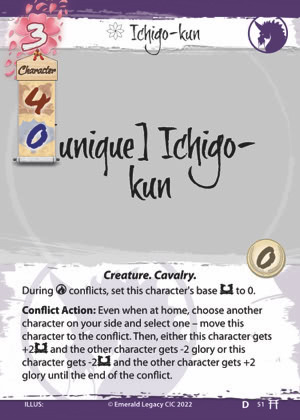 3
Ichigo-kun
Character
4
0
unique] Ichigo-
kun
0
Creature. Cavalry.
During conflicts, set this character's base to 0.
Conflict Action: Even when at home, choose another
character on your side and select one – move this
character to the conflict. Then, either this character gets
+2 and the other character gets -2 glory or this
character gets -2 and the other character gets +2
glory until the end of the conflict.
ILLUS:
© Emerald Legacy CIC 2022
D 51